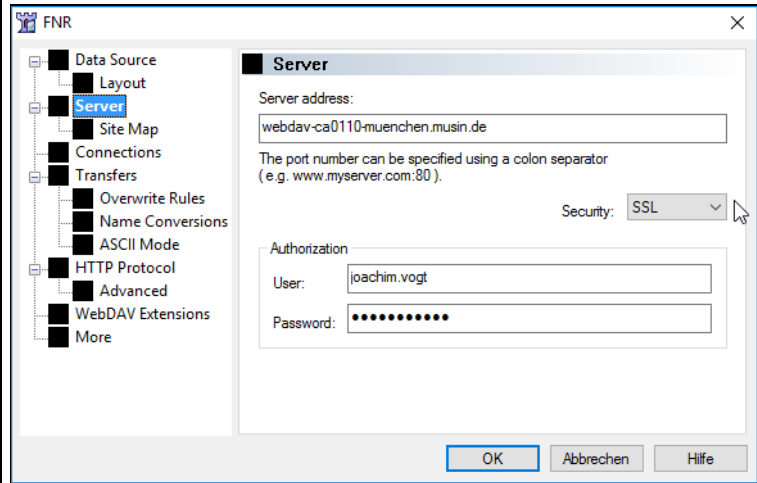 FNR
Data Source
Layout
Server
Site Map
Connections
Transfers
Overwrite Rules
Name Conversions
ASCII Mode
HTTP Protocol
Advanced
WebDAV Extensions
More
Server
Server address:
webdav-ca0110-muenchen.musin.de
The port number can be specified using a colon separator
( e.g. www.myserver.com:80 ).
Security: SSL
Authorization
User: joachim.vogt
Password: •••••••••••
OK Abbrechen Hilfe